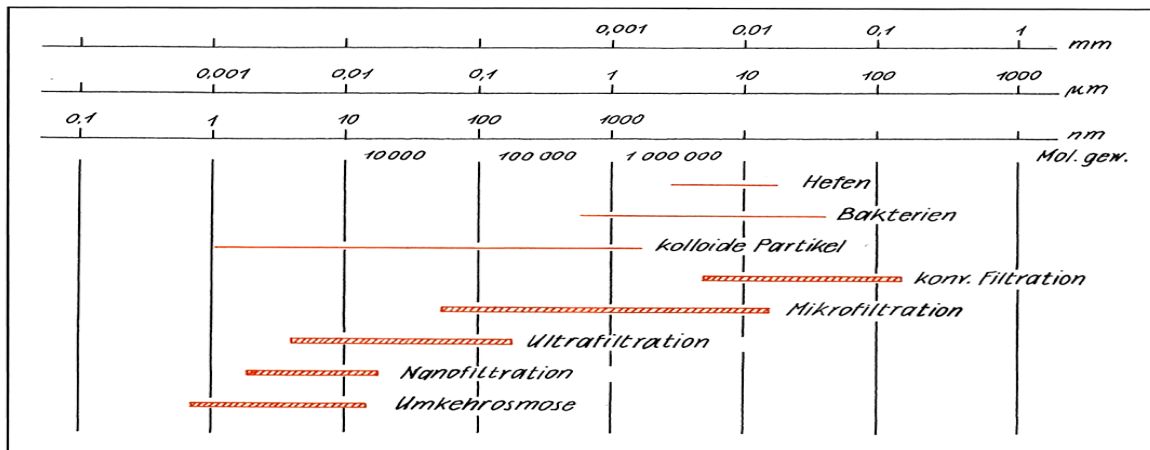 0,001 0,01 0,1 1
mm
0,001 0,01 0,1 1 10 100 1000
µm
0.1 1 10 100 1000
nm
10 000 100 000 1 000 000 Mol. gew.
Hefen
Bakterien
kolloide Partikel
konv. Filtration
Mikrofiltration
Ultrafiltration
Nanofiltration
Umkehrosmose